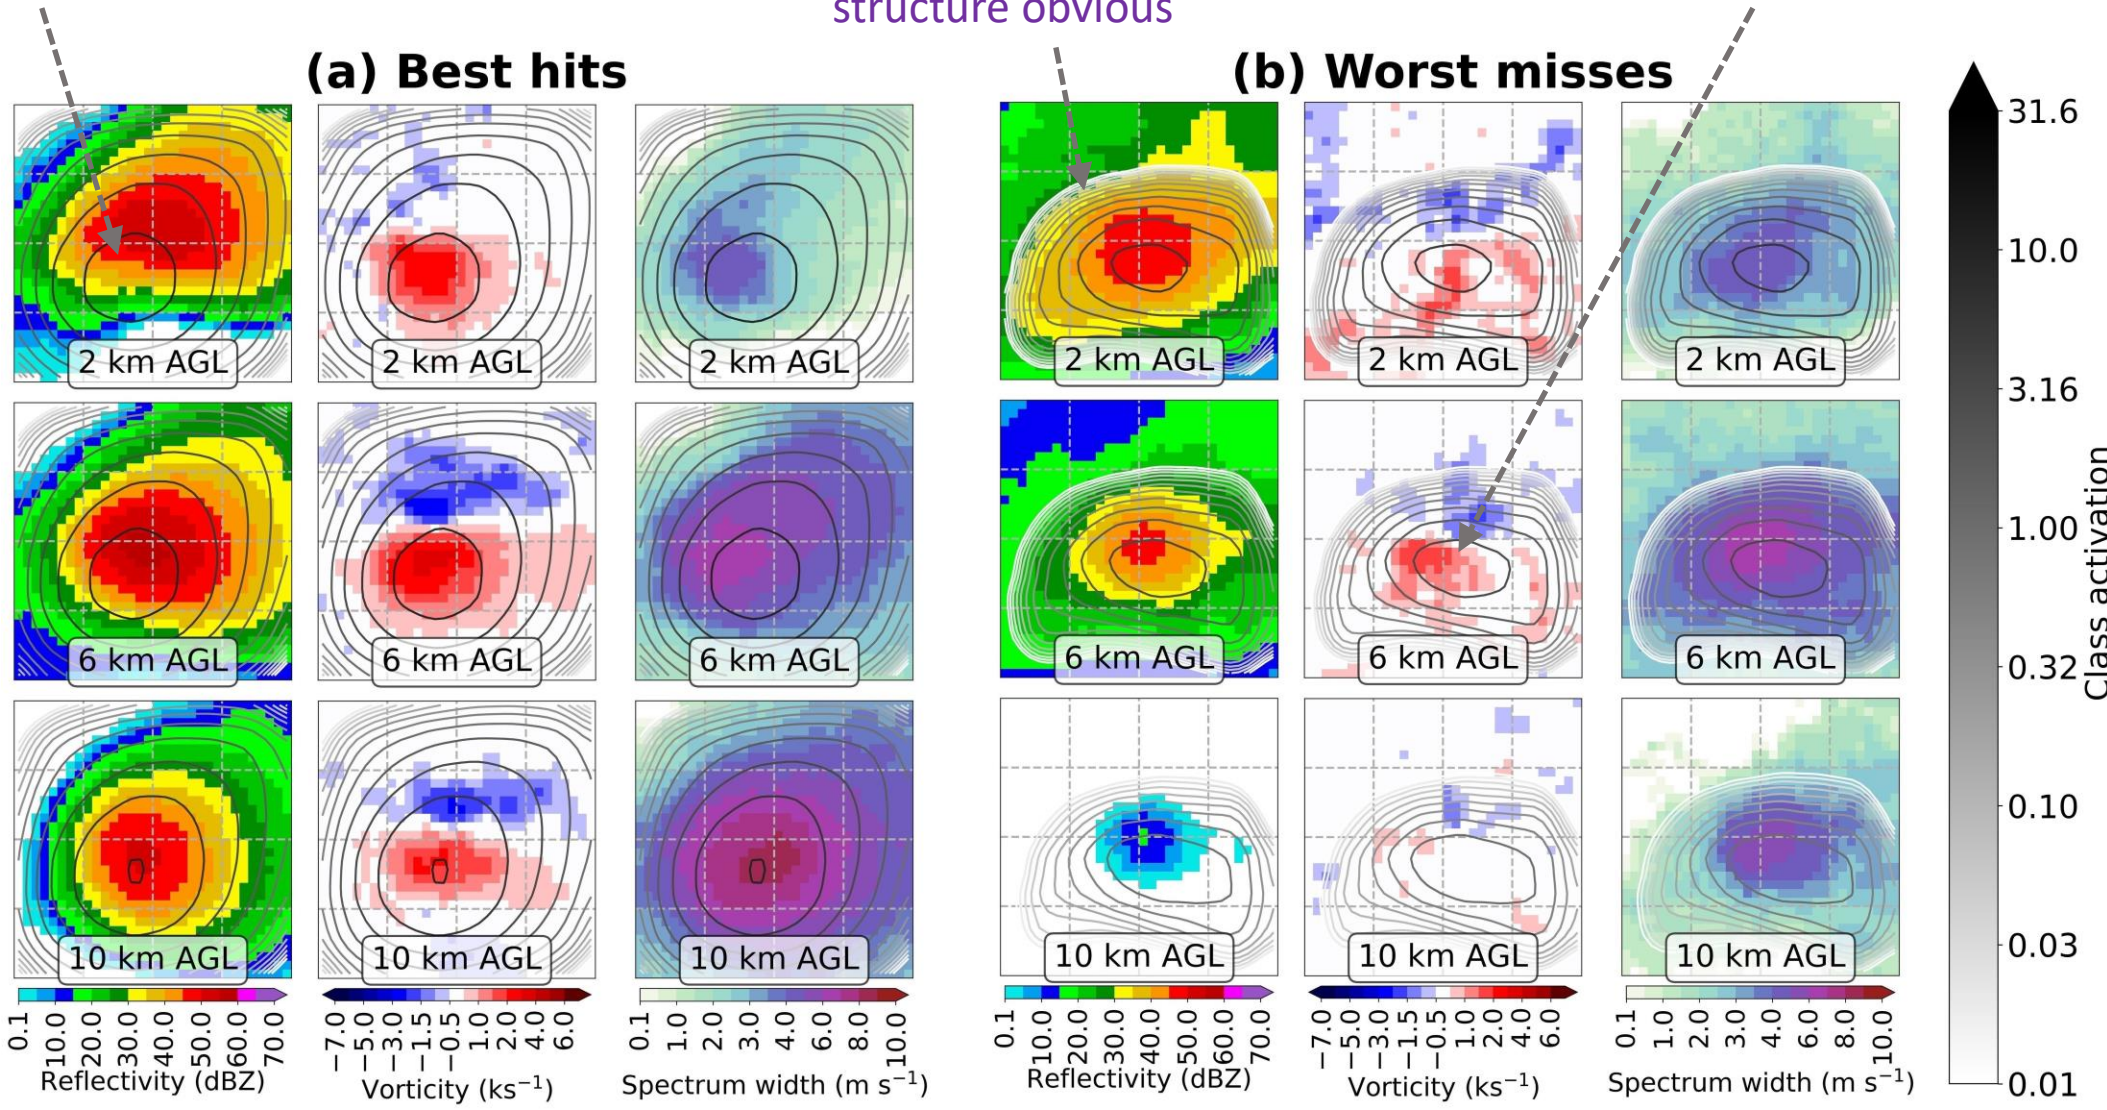 structure obvious
(a) Best hits
(b) Worst misses
2 km AGL
2 km AGL
2 km AGL
2 km AGL
2 km AGL
2 km AGL
6 km AGL
6 km AGL
6 km AGL
6 km AGL
6 km AGL
6 km AGL
10 km AGL
10 km AGL
10 km AGL
10 km AGL
10 km AGL
10 km AGL
0.1 10.0 20.0 30.0 40.0 50.0 60.0 70.0
Reflectivity (dBZ)
−7.0 −5.0 −3.0 −1.5 −0.5 1.0 2.0 4.0 6.0
Vorticity (ks⁻¹)
0.1 1.0 2.0 3.0 4.0 6.0 8.0 10.0
Spectrum width (m s⁻¹)
0.1 10.0 20.0 30.0 40.0 50.0 60.0 70.0
Reflectivity (dBZ)
−7.0 −5.0 −3.0 −1.5 −0.5 1.0 2.0 4.0 6.0
Vorticity (ks⁻¹)
0.1 1.0 2.0 3.0 4.0 6.0 8.0 10.0
Spectrum width (m s⁻¹)
31.6
10.0
3.16
1.00
0.32
0.10
0.03
0.01
Class activation